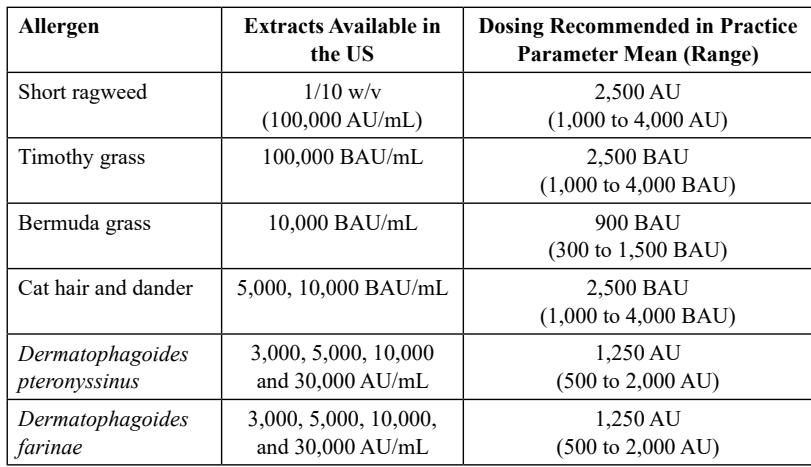 Allergen
Extracts Available in
the US
Dosing Recommended in Practice
Parameter Mean (Range)
Short ragweed
1/10 w/v
(100,000 AU/mL)
2,500 AU
(1,000 to 4,000 AU)
Timothy grass
100,000 BAU/mL
2,500 BAU
(1,000 to 4,000 BAU)
Bermuda grass
10,000 BAU/mL
900 BAU
(300 to 1,500 BAU)
Cat hair and dander
5,000, 10,000 BAU/mL
2,500 BAU
(1,000 to 4,000 BAU)
Dermatophagoides
pteronyssinus
3,000, 5,000, 10,000
and 30,000 AU/mL
1,250 AU
(500 to 2,000 AU)
Dermatophagoides
farinae
3,000, 5,000, 10,000,
and 30,000 AU/mL
1,250 AU
(500 to 2,000 AU)